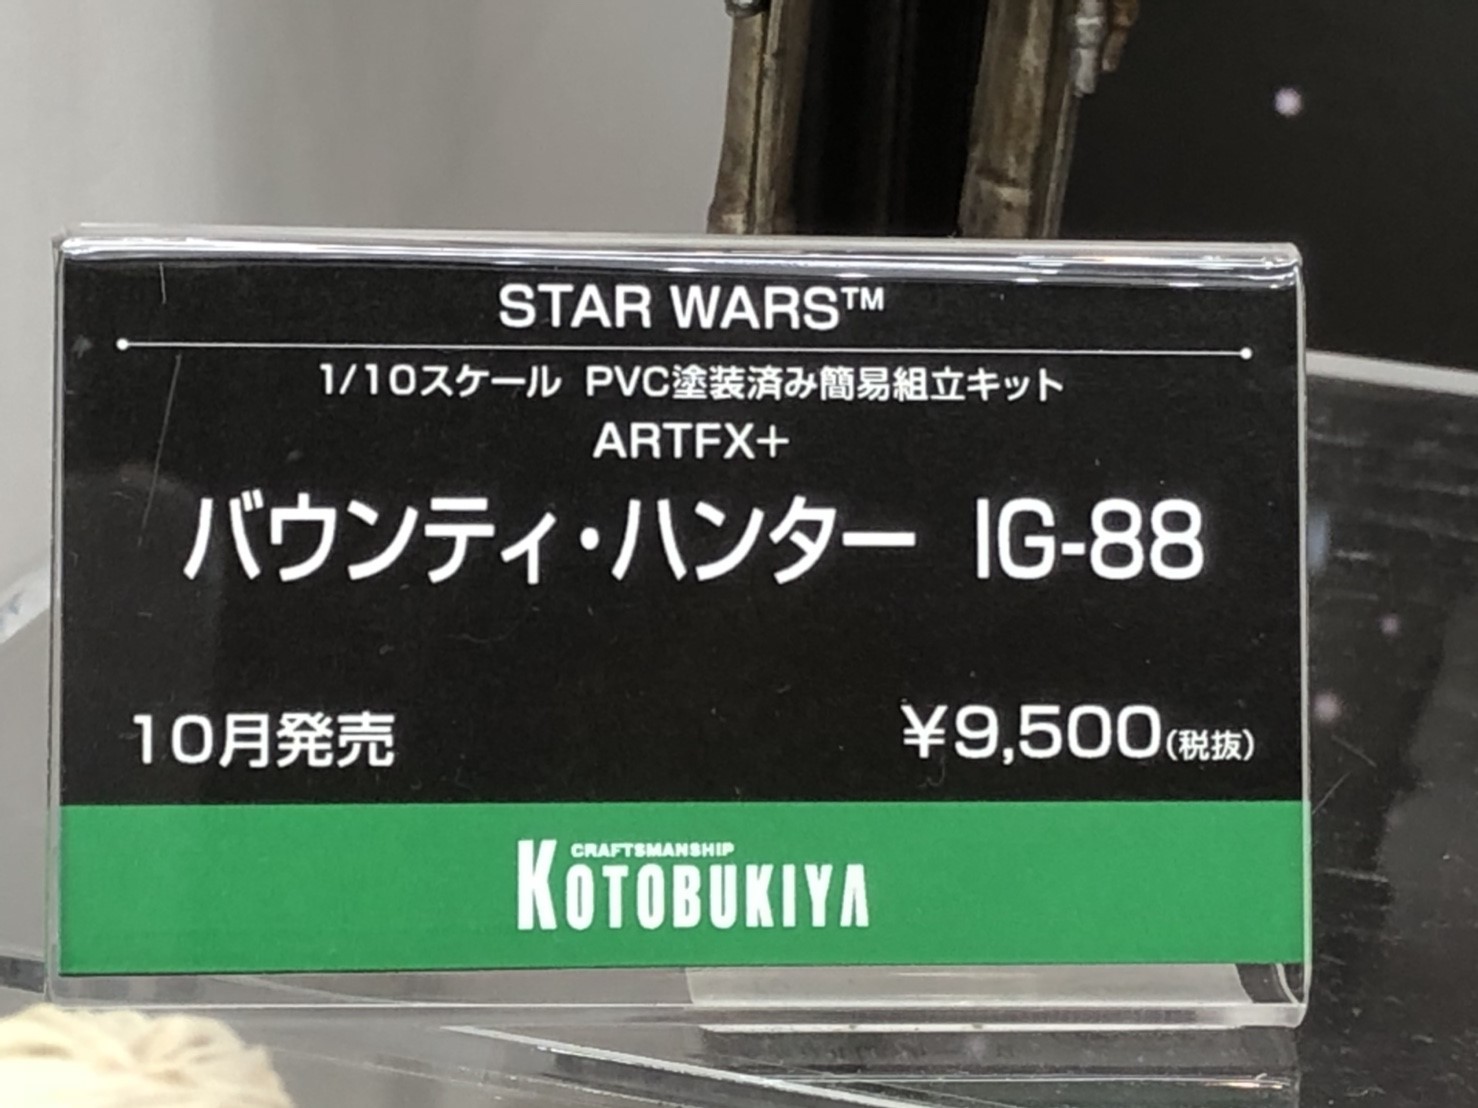 STAR WARS™
1/10スケール PVC塗装済み簡易組立キット
ARTFX+
バウンティ・ハンター IG-88
10月発売 ¥9,500(税抜)
CRAFTSMANSHIP
KOTOBUKIYA